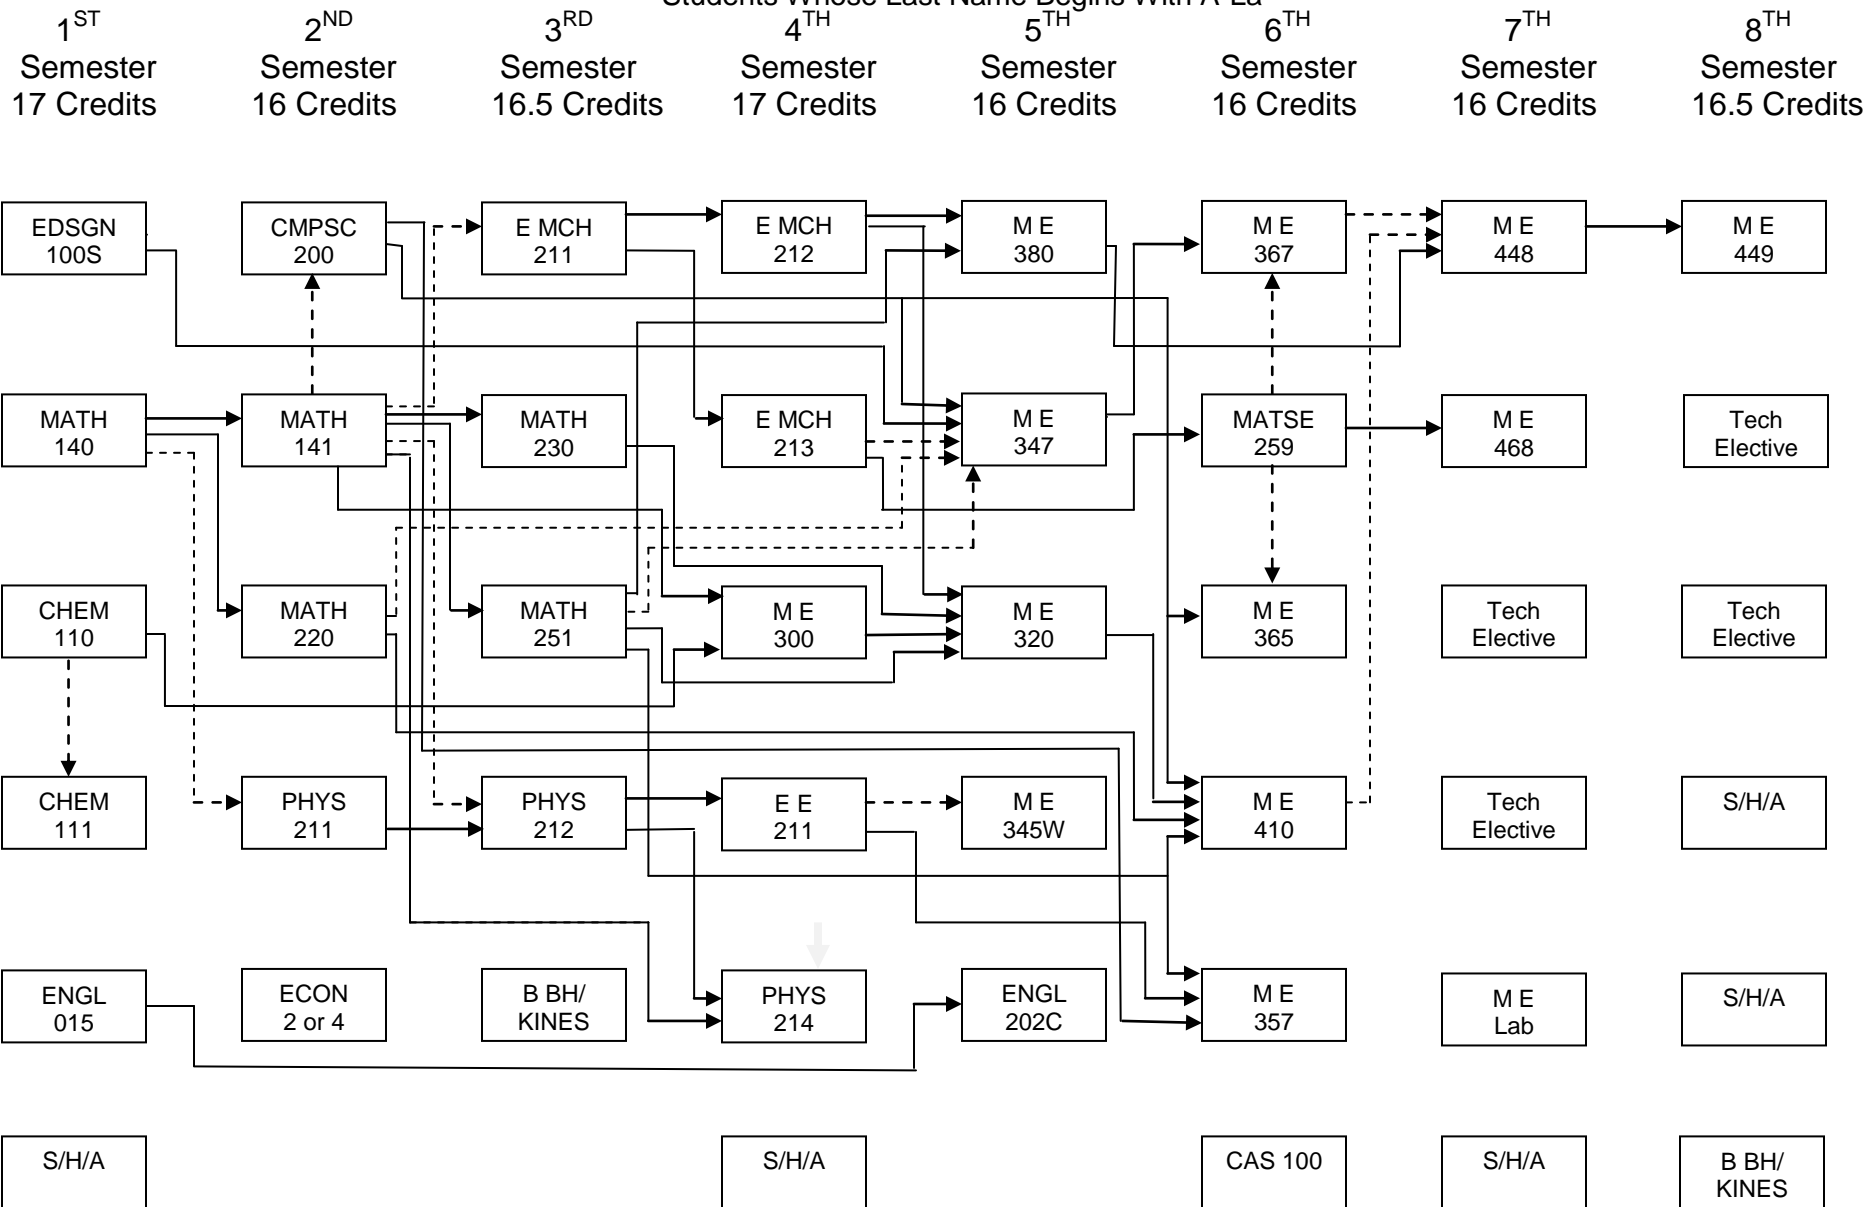 Students Whose Last Name Begins With A-La
1ST 2ND 3RD 4TH 5TH 6TH 7TH 8TH
Semester Semester Semester Semester Semester Semester Semester Semester
17 Credits 16 Credits 16.5 Credits 17 Credits 16 Credits 16 Credits 16 Credits 16.5 Credits
EDSGN CMPSC E MCH E MCH M E M E M E M E
100S 200 211 212 380 367 448 449
MATH MATH MATH E MCH M E MATSE M E Tech
140 141 230 213 347 259 468 Elective
CHEM MATH MATH M E M E M E Tech Tech
110 220 251 300 320 365 Elective Elective
CHEM PHYS PHYS E E M E M E Tech S/H/A
111 211 212 211 345W 410 Elective
ENGL ECON B BH/ PHYS ENGL M E M E S/H/A
015 2 or 4 KINES 214 202C 357 Lab
S/H/A S/H/A CAS 100 S/H/A B BH/
KINES